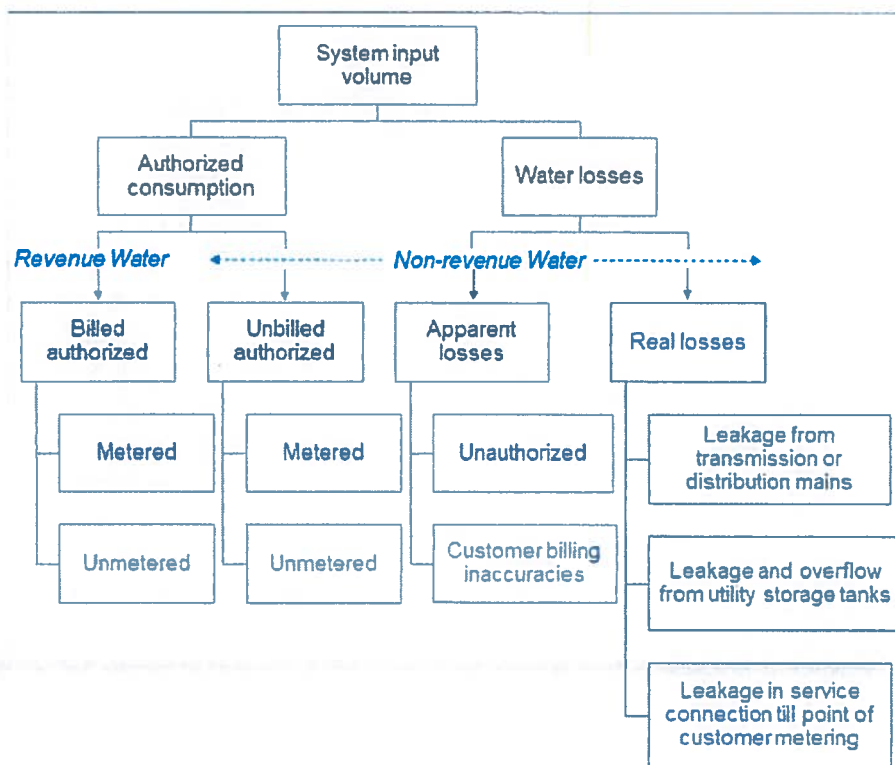 System input
volume
Authorized
consumption
Water losses
Revenue Water
Non-revenue Water
Billed
authorized
Unbilled
authorized
Apparent
losses
Real losses
Metered
Metered
Unauthorized
Leakage from
transmission or
distribution mains
Unmetered
Unmetered
Customer billing
inaccuracies
Leakage and overflow
from utility storage tanks
Leakage in service
connection till point of
customer metering